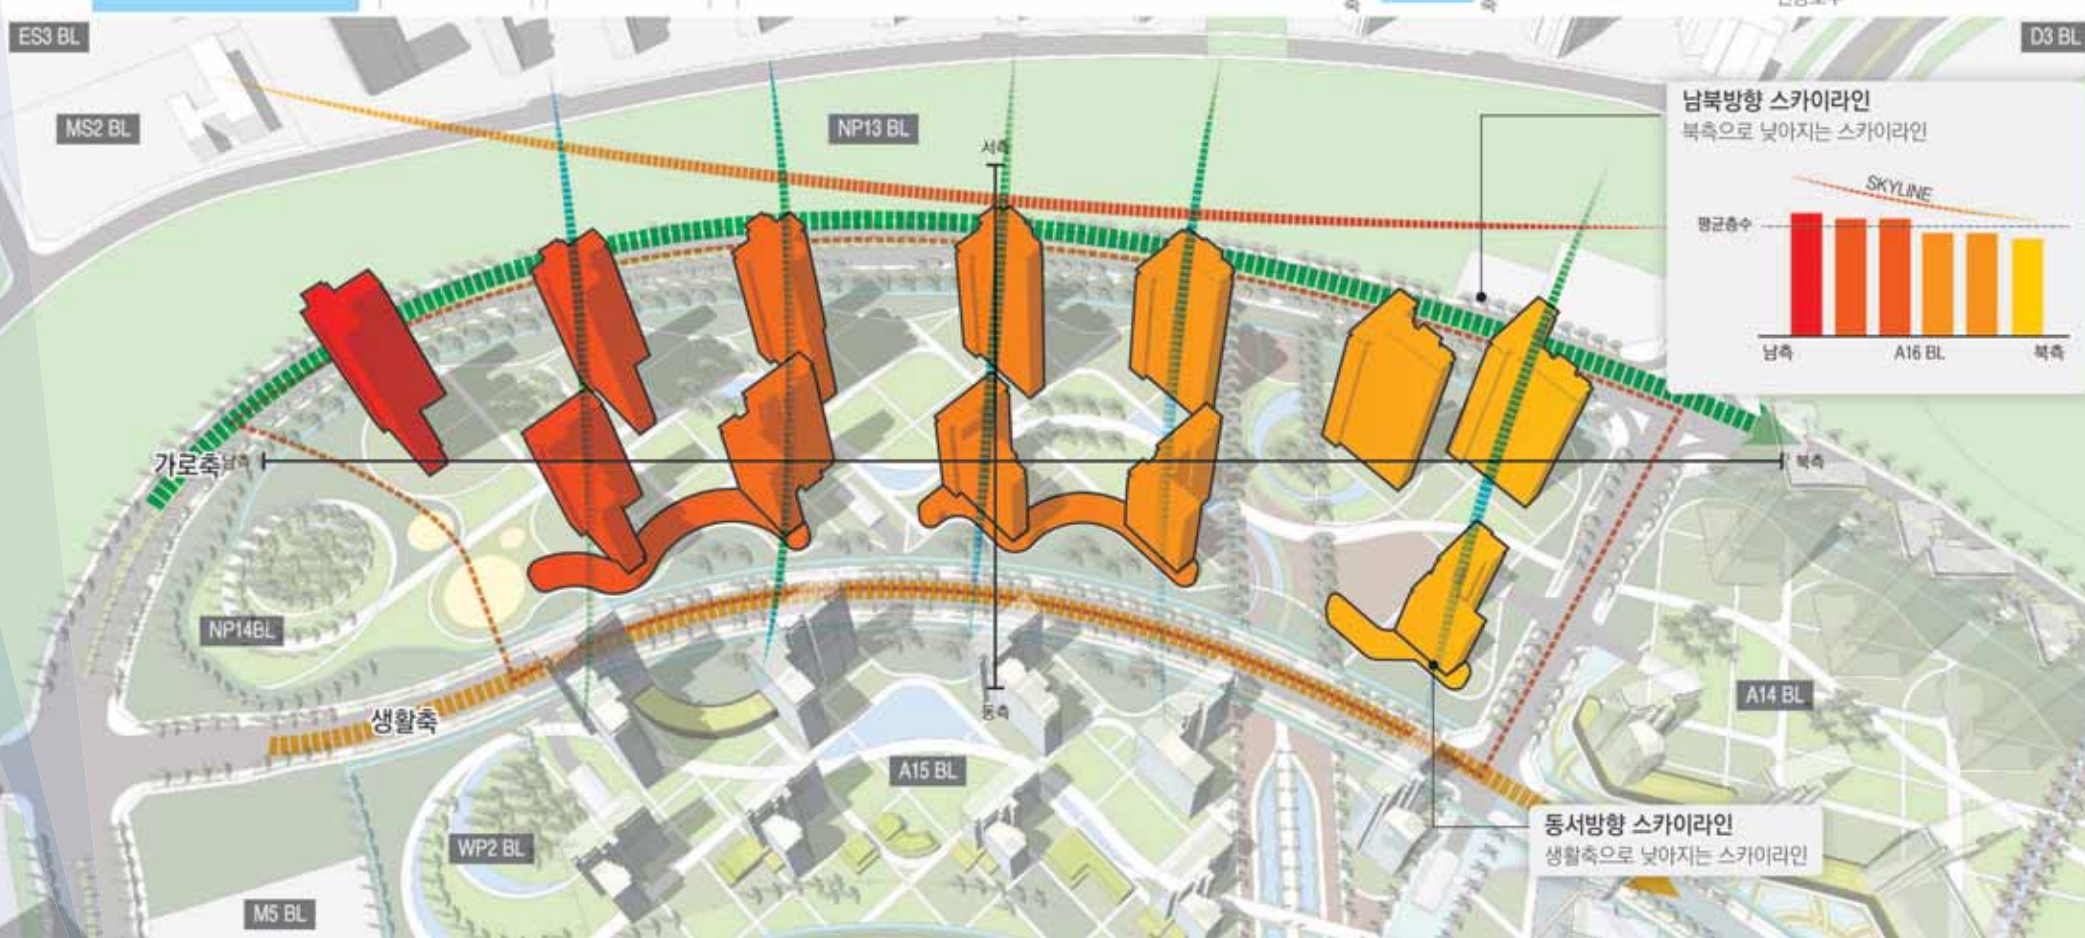 축
축
ES3 BL
D3 BL
남북방향 스카이라인
북측으로 낮아지는 스카이라인
MS2 BL
NP13 BL
서측
SKYLINE
평균층수
남측
A16 BL
북측
가로축
남측
북측
NP14BL
생활축
동측
A14 BL
A15 BL
동서방향 스카이라인
생활축으로 낮아지는 스카이라인
WP2 BL
M5 BL